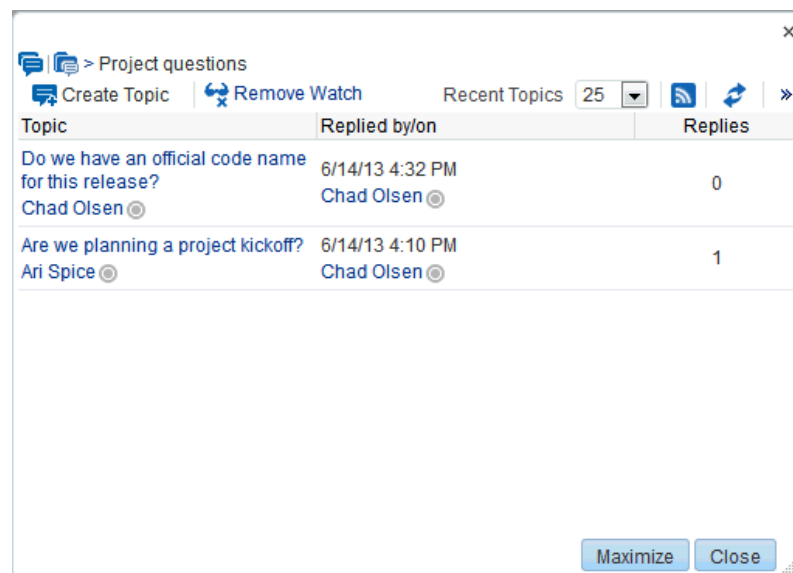 > Project questions
Create Topic Remove Watch Recent Topics 25 »
Topic Replied by/on Replies
Do we have an official code name
for this release?
Chad Olsen
6/14/13 4:32 PM
Chad Olsen
0
Are we planning a project kickoff?
Ari Spice
6/14/13 4:10 PM
Chad Olsen
1
Maximize Close